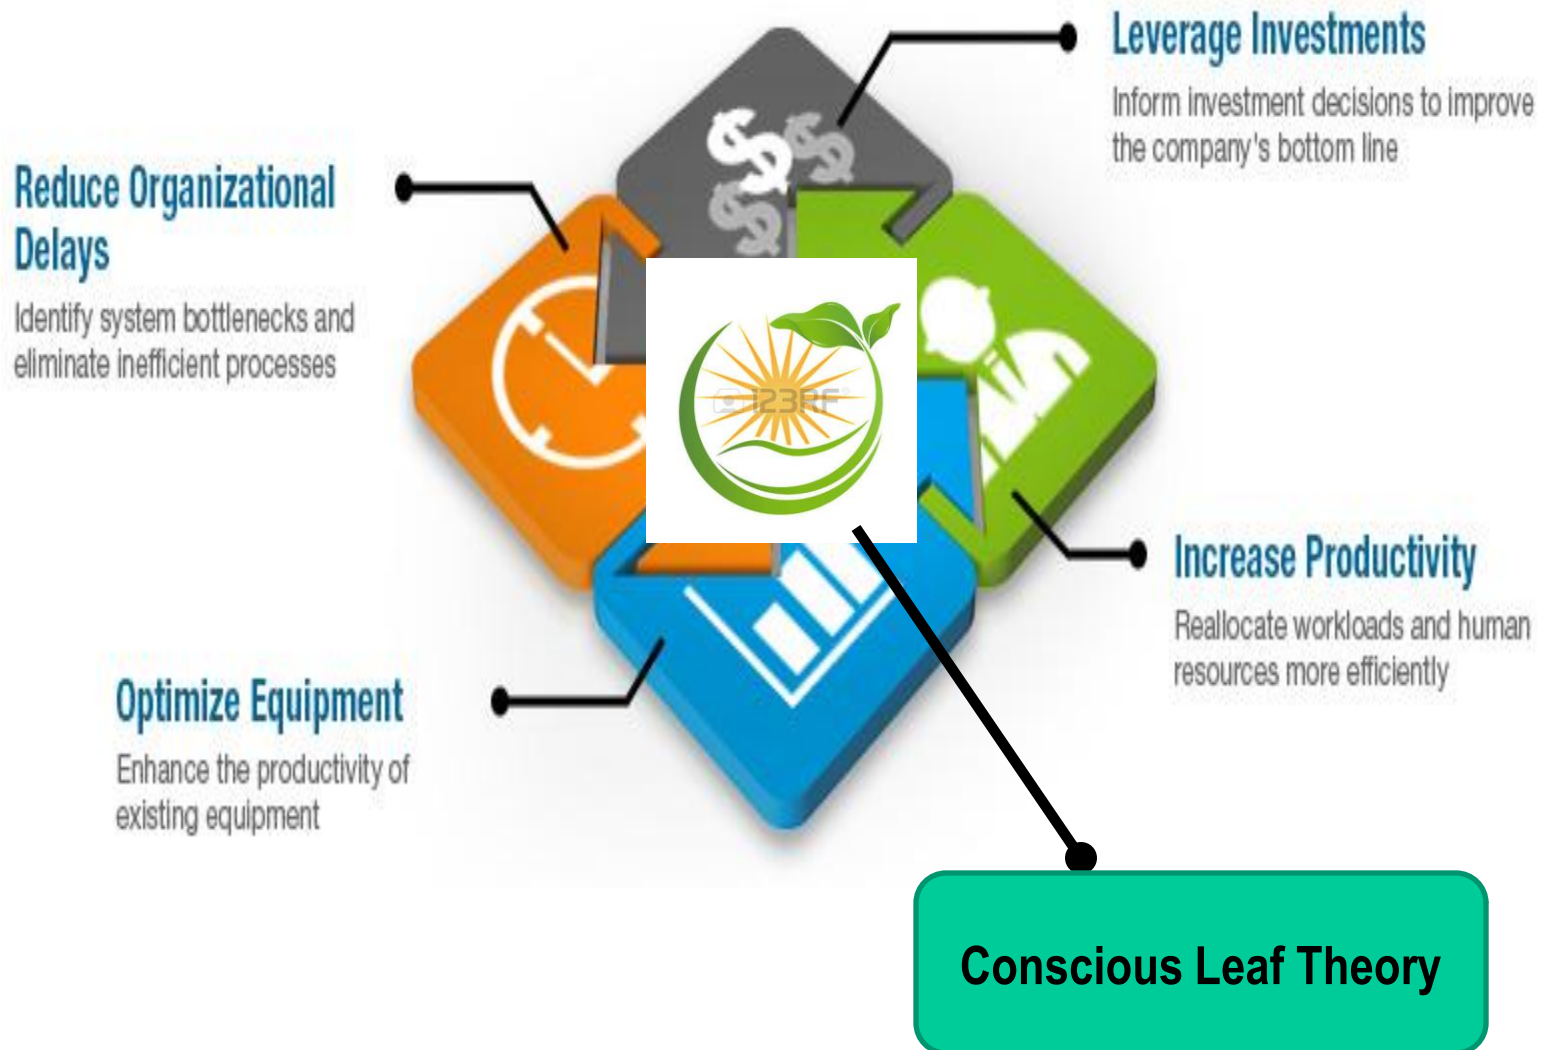 Leverage Investments
Inform investment decisions to improve
the company's bottom line
Reduce Organizational
Delays
Identify system bottlenecks and
eliminate inefficient processes
123RF
Increase Productivity
Reallocate workloads and human
resources more efficiently
Optimize Equipment
Enhance the productivity of
existing equipment
Conscious Leaf Theory